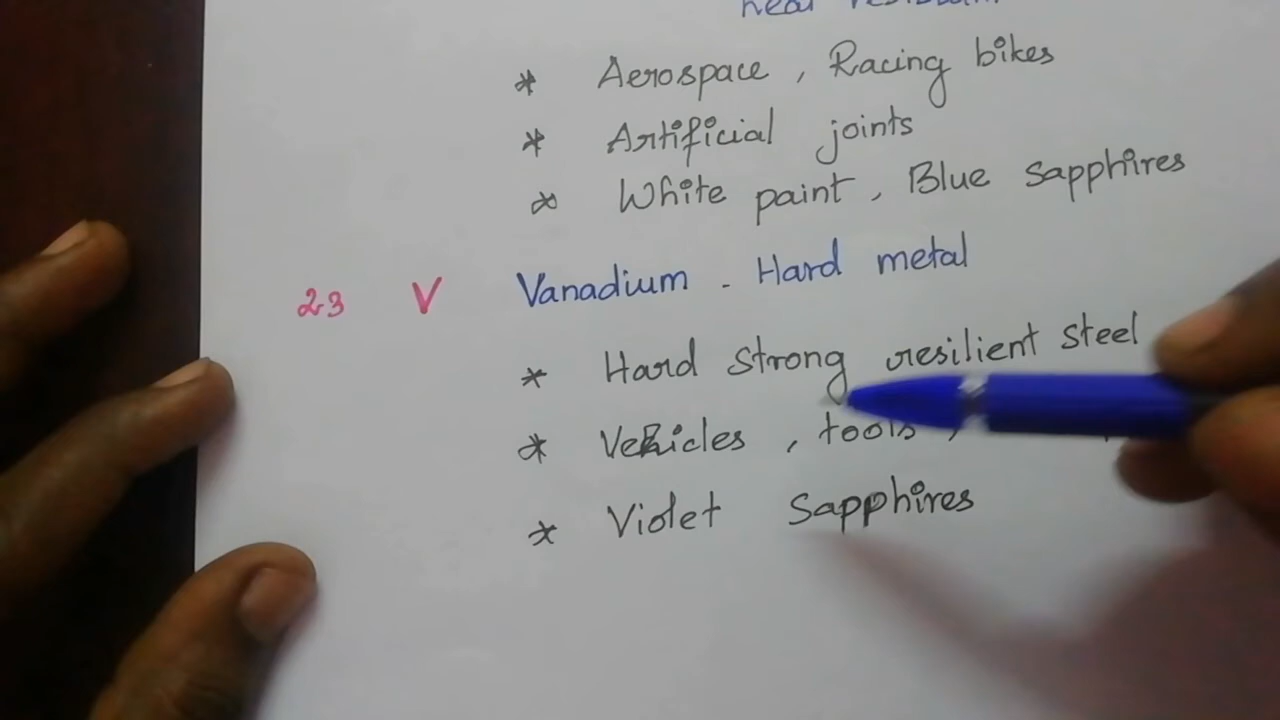 * Aerospace, Racing bikes
* Artificial joints
* White paint, Blue sapphires
23 V Vanadium - Hard metal
* Hard strong resilient steel
* Vehicles, tools,
* Violet Sapphires